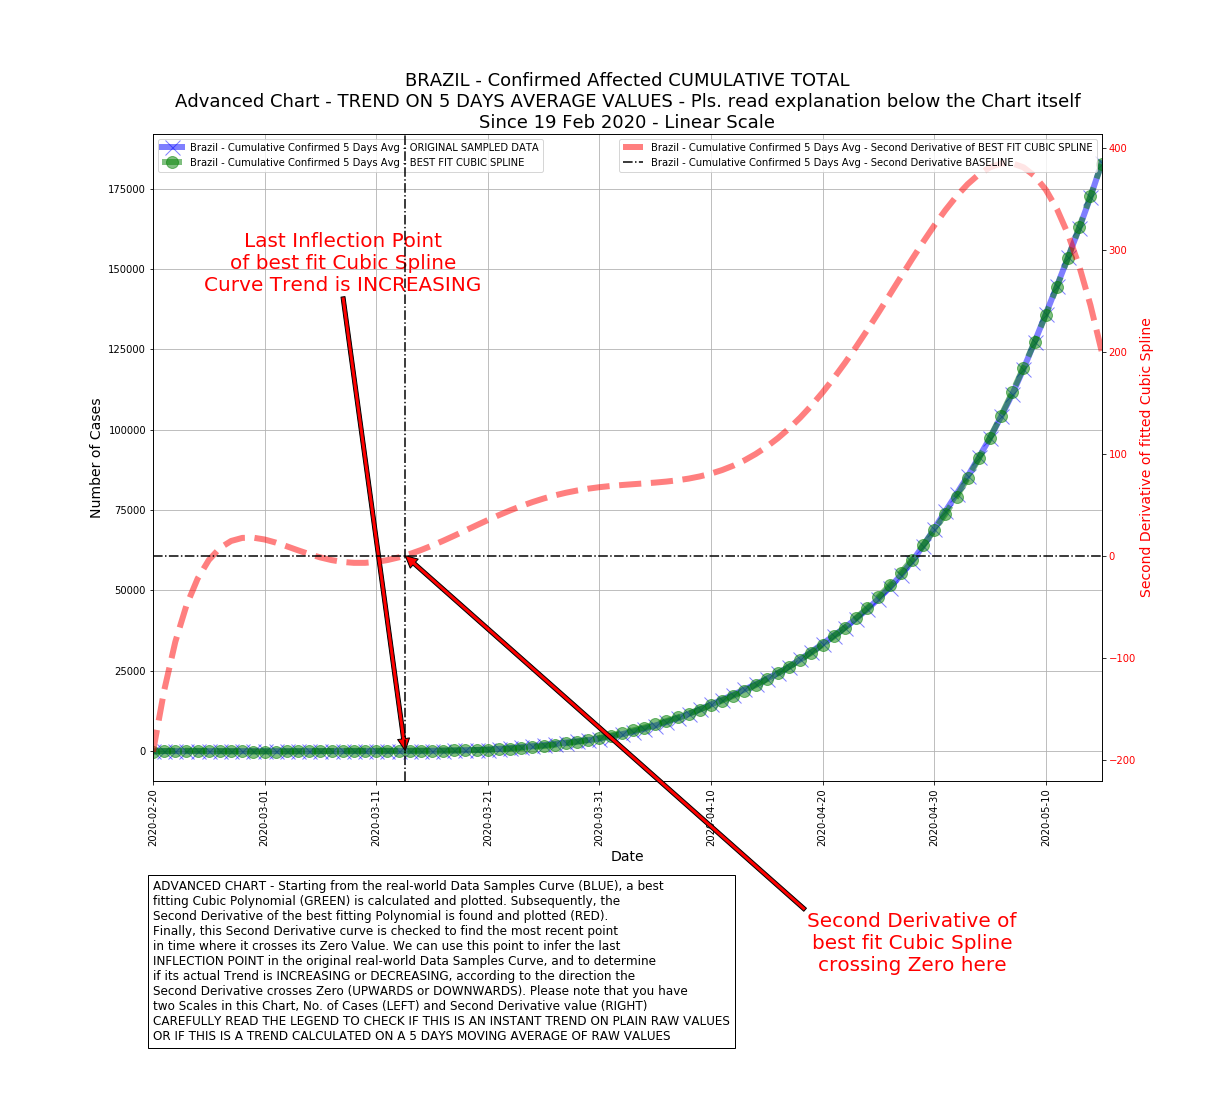 BRAZIL - Confirmed Affected CUMULATIVE TOTAL
Advanced Chart - TREND ON 5 DAYS AVERAGE VALUES - Pls. read explanation below the Chart itself
Since 19 Feb 2020 - Linear Scale
Brazil - Cumulative Confirmed 5 Days Avg - ORIGINAL SAMPLED DATA
Brazil - Cumulative Confirmed 5 Days Avg - BEST FIT CUBIC SPLINE
Brazil - Cumulative Confirmed 5 Days Avg - Second Derivative of BEST FIT CUBIC SPLINE
Brazil - Cumulative Confirmed 5 Days Avg - Second Derivative BASELINE
Last Inflection Point
of best fit Cubic Spline
Curve Trend is INCREASING
Number of Cases
175000
150000
125000
100000
75000
50000
25000
0
400
300
200
100
0
−100
−200
Second Derivative of fitted Cubic Spline
2020-02-20
2020-03-01
2020-03-11
2020-03-21
2020-03-31
2020-04-10
2020-04-20
2020-04-30
2020-05-10
Date
ADVANCED CHART - Starting from the real-world Data Samples Curve (BLUE), a best
fitting Cubic Polynomial (GREEN) is calculated and plotted. Subsequently, the
Second Derivative of the best fitting Polynomial is found and plotted (RED).
Finally, this Second Derivative curve is checked to find the most recent point
in time where it crosses its Zero Value. We can use this point to infer the last
INFLECTION POINT in the original real-world Data Samples Curve, and to determine
if its actual Trend is INCREASING or DECREASING, according to the direction the
Second Derivative crosses Zero (UPWARDS or DOWNWARDS). Please note that you have
two Scales in this Chart, No. of Cases (LEFT) and Second Derivative value (RIGHT)
CAREFULLY READ THE LEGEND TO CHECK IF THIS IS AN INSTANT TREND ON PLAIN RAW VALUES
OR IF THIS IS A TREND CALCULATED ON A 5 DAYS MOVING AVERAGE OF RAW VALUES
Second Derivative of
best fit Cubic Spline
crossing Zero here